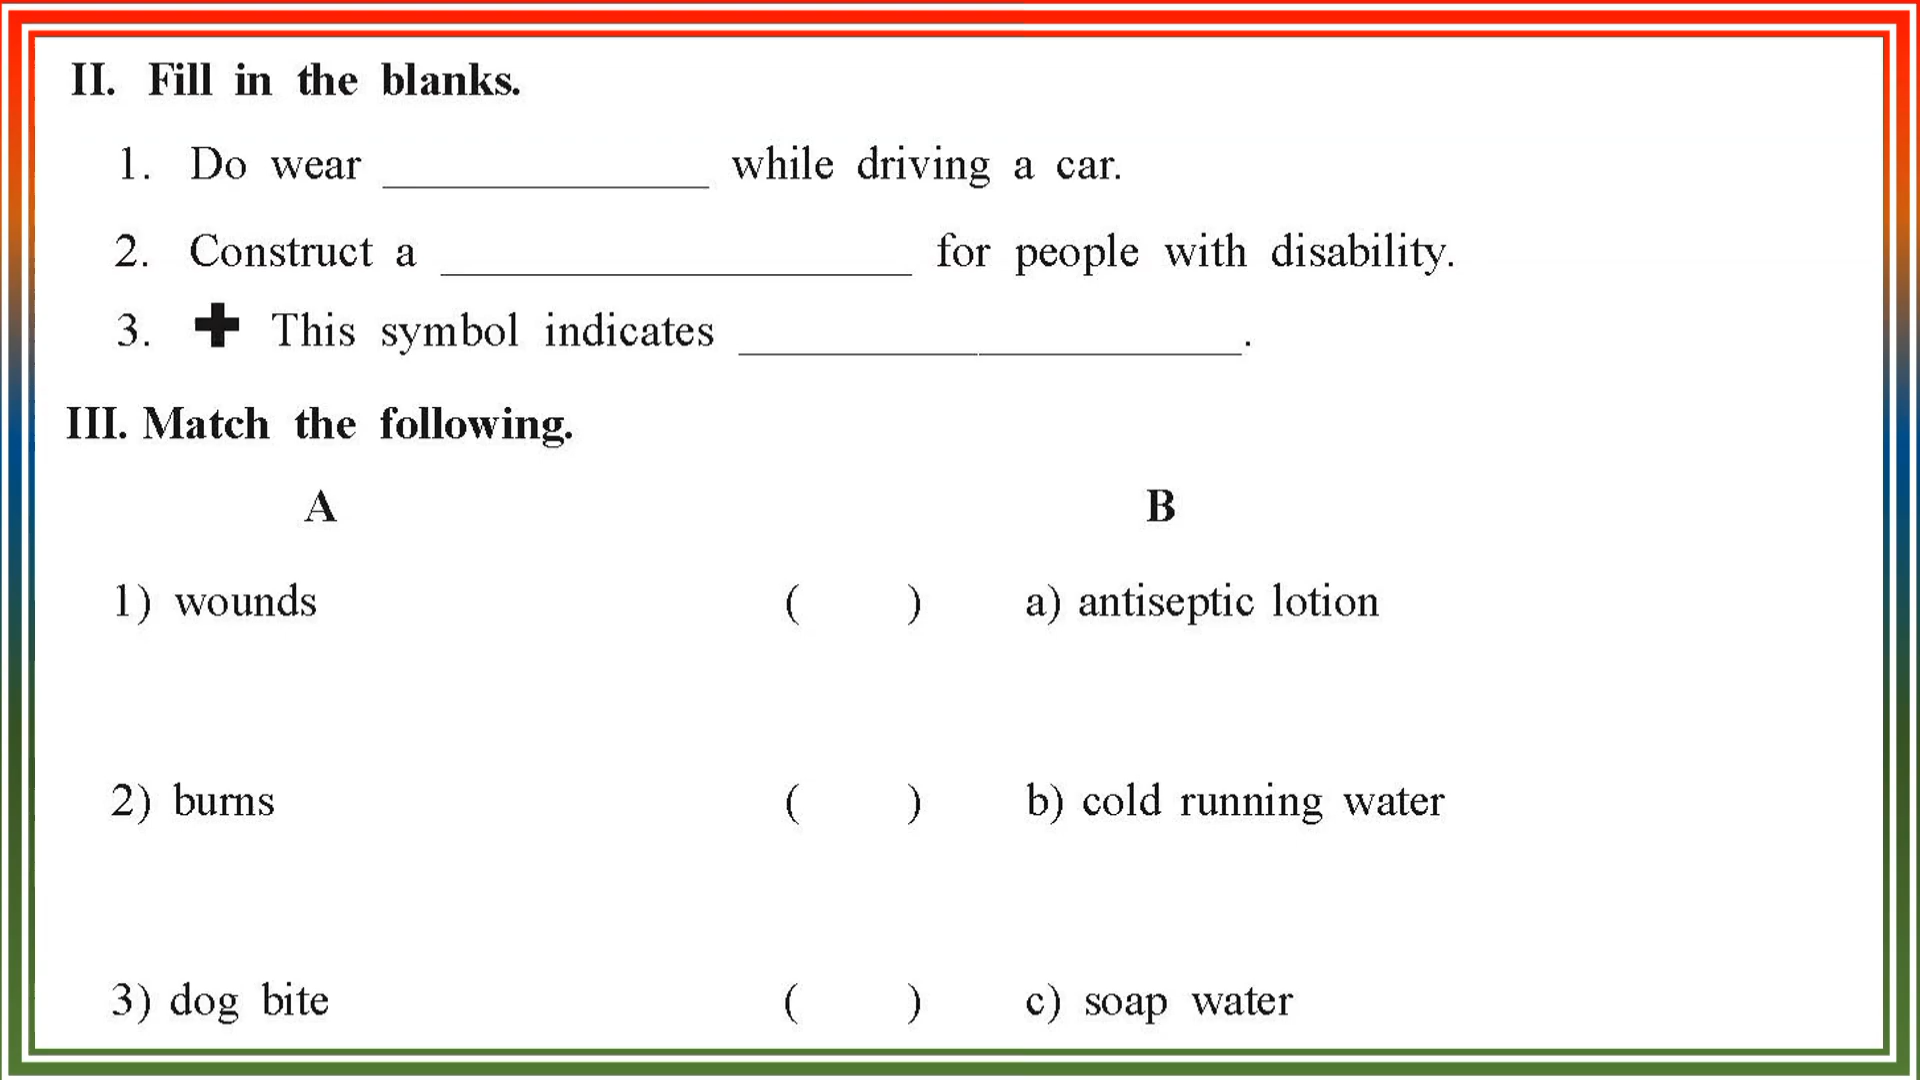 II. Fill in the blanks.
1. Do wear ______________ while driving a car.
2. Construct a ____________________ for people with disability.
3. ✚ This symbol indicates ______________________.
III. Match the following.
A B
1) wounds ( ) a) antiseptic lotion
2) burns ( ) b) cold running water
3) dog bite ( ) c) soap water